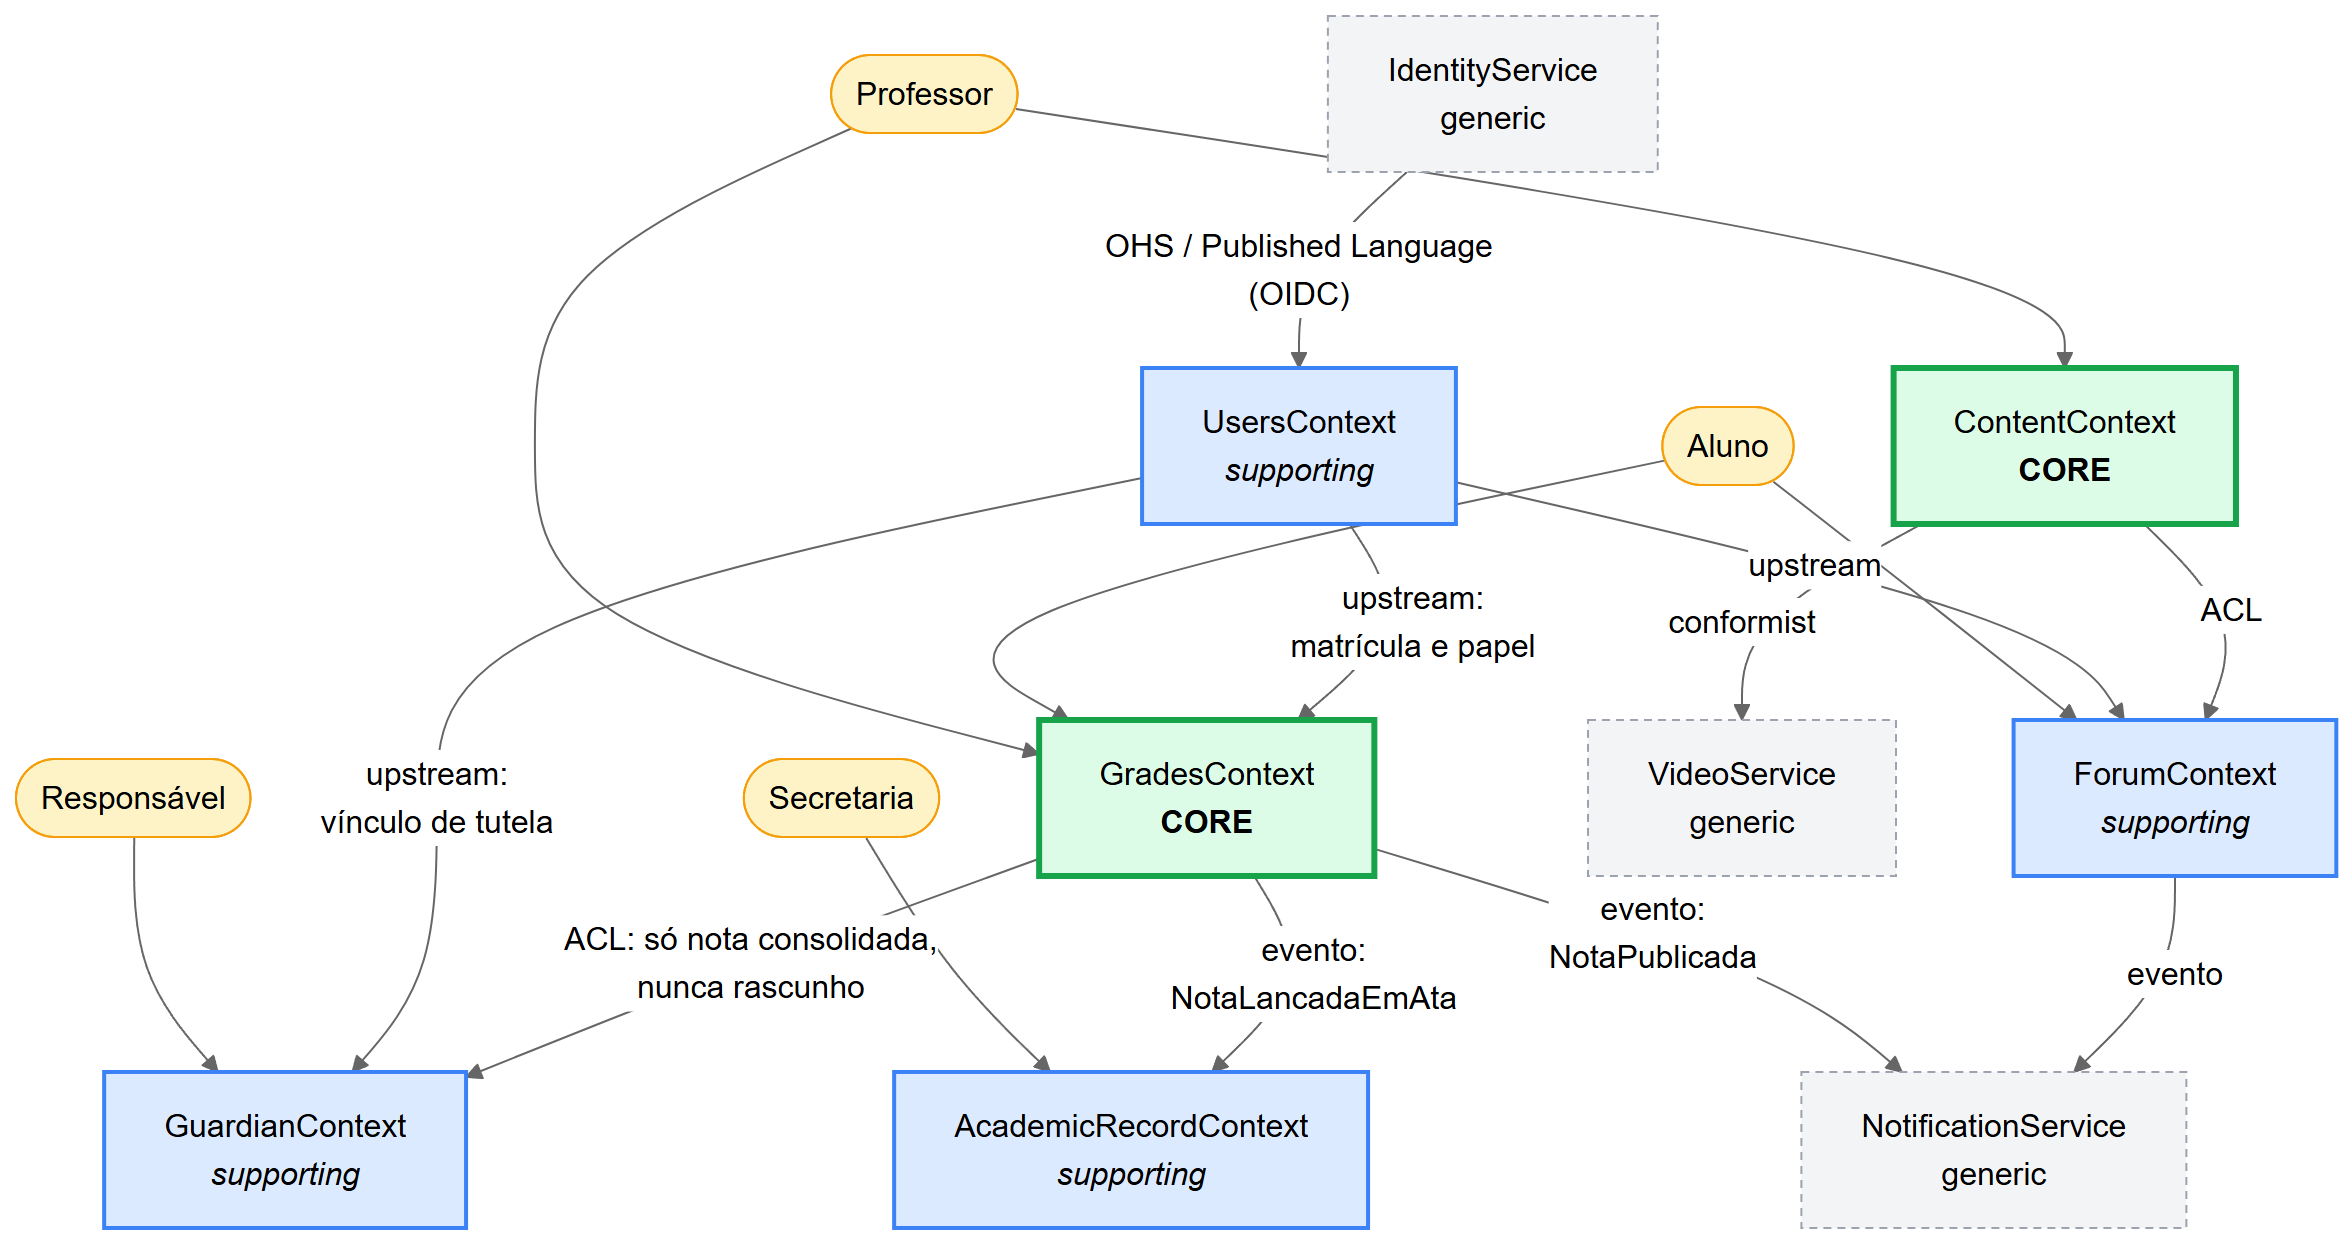 IdentityService
generic
Professor
OHS / Published Language
(OIDC)
UsersContext
supporting
Aluno
ContentContext
CORE
upstream
upstream:
matrícula e papel
conformist
ACL
Responsável
upstream:
vínculo de tutela
Secretaria
GradesContext
CORE
VideoService
generic
ForumContext
supporting
ACL: só nota consolidada,
nunca rascunho
evento:
NotaLancadaEmAta
evento:
NotaPublicada
evento
GuardianContext
supporting
AcademicRecordContext
supporting
NotificationService
generic